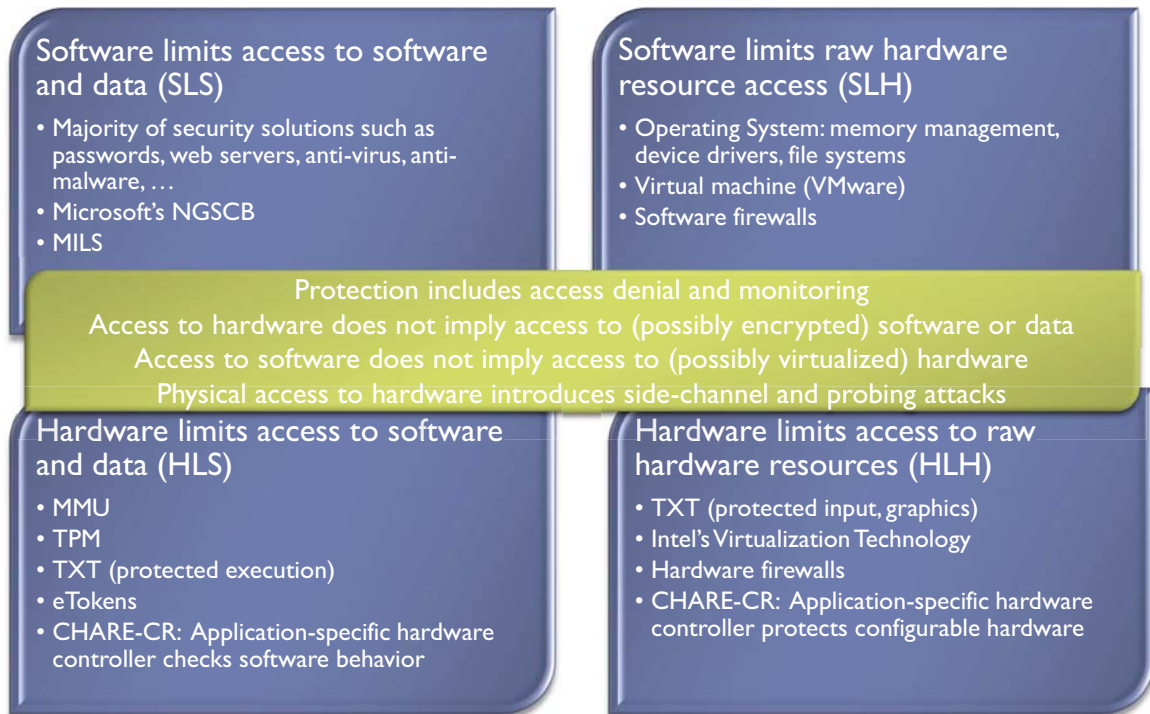 Software limits access to software
and data (SLS)
• Majority of security solutions such as
passwords, web servers, anti-virus, anti-
malware, …
• Microsoft's NGSCB
• MILS
Software limits raw hardware
resource access (SLH)
• Operating System: memory management,
device drivers, file systems
• Virtual machine (VMware)
• Software firewalls
Protection includes access denial and monitoring
Access to hardware does not imply access to (possibly encrypted) software or data
Access to software does not imply access to (possibly virtualized) hardware
Physical access to hardware introduces side-channel and probing attacks
Hardware limits access to software
and data (HLS)
• MMU
• TPM
• TXT (protected execution)
• eTokens
• CHARE-CR: Application-specific hardware
controller checks software behavior
Hardware limits access to raw
hardware resources (HLH)
• TXT (protected input, graphics)
• Intel's Virtualization Technology
• Hardware firewalls
• CHARE-CR: Application-specific hardware
controller protects configurable hardware